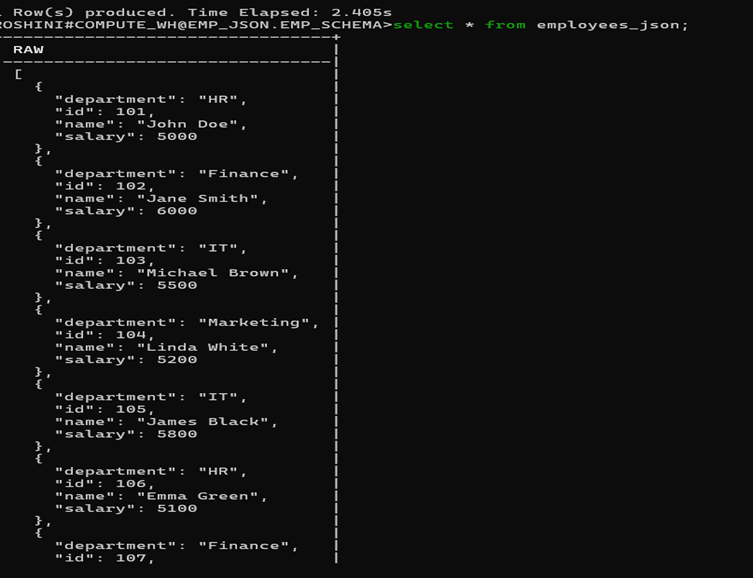 Row(s) produced. Time Elapsed: 2.405s
ROSHINI#COMPUTE_WH@EMP_JSON.EMP_SCHEMA>select * from employees_json;
RAW
[
{
"department": "HR",
"id": 101,
"name": "John Doe",
"salary": 5000
},
{
"department": "Finance",
"id": 102,
"name": "Jane Smith",
"salary": 6000
},
{
"department": "IT",
"id": 103,
"name": "Michael Brown",
"salary": 5500
},
{
"department": "Marketing",
"id": 104,
"name": "Linda White",
"salary": 5200
},
{
"department": "IT",
"id": 105,
"name": "James Black",
"salary": 5800
},
{
"department": "HR",
"id": 106,
"name": "Emma Green",
"salary": 5100
},
{
"department": "Finance",
"id": 107,